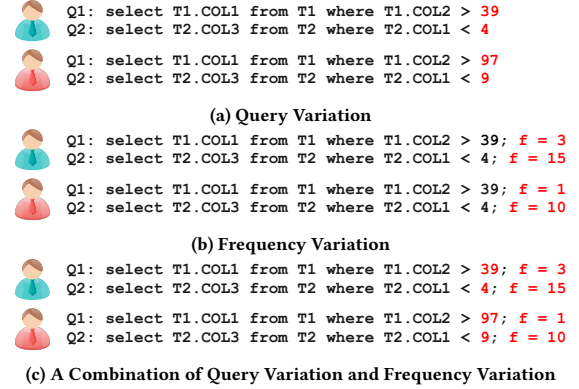 Q1: select T1.COL1 from T1 where T1.COL2 > 39
Q2: select T2.COL3 from T2 where T2.COL1 < 4
Q1: select T1.COL1 from T1 where T1.COL2 > 97
Q2: select T2.COL3 from T2 where T2.COL1 < 9
(a) Query Variation
Q1: select T1.COL1 from T1 where T1.COL2 > 39; f = 3
Q2: select T2.COL3 from T2 where T2.COL1 < 4; f = 15
Q1: select T1.COL1 from T1 where T1.COL2 > 39; f = 1
Q2: select T2.COL3 from T2 where T2.COL1 < 4; f = 10
(b) Frequency Variation
Q1: select T1.COL1 from T1 where T1.COL2 > 39; f = 3
Q2: select T2.COL3 from T2 where T2.COL1 < 4; f = 15
Q1: select T1.COL1 from T1 where T1.COL2 > 97; f = 1
Q2: select T2.COL3 from T2 where T2.COL1 < 9; f = 10
(c) A Combination of Query Variation and Frequency Variation